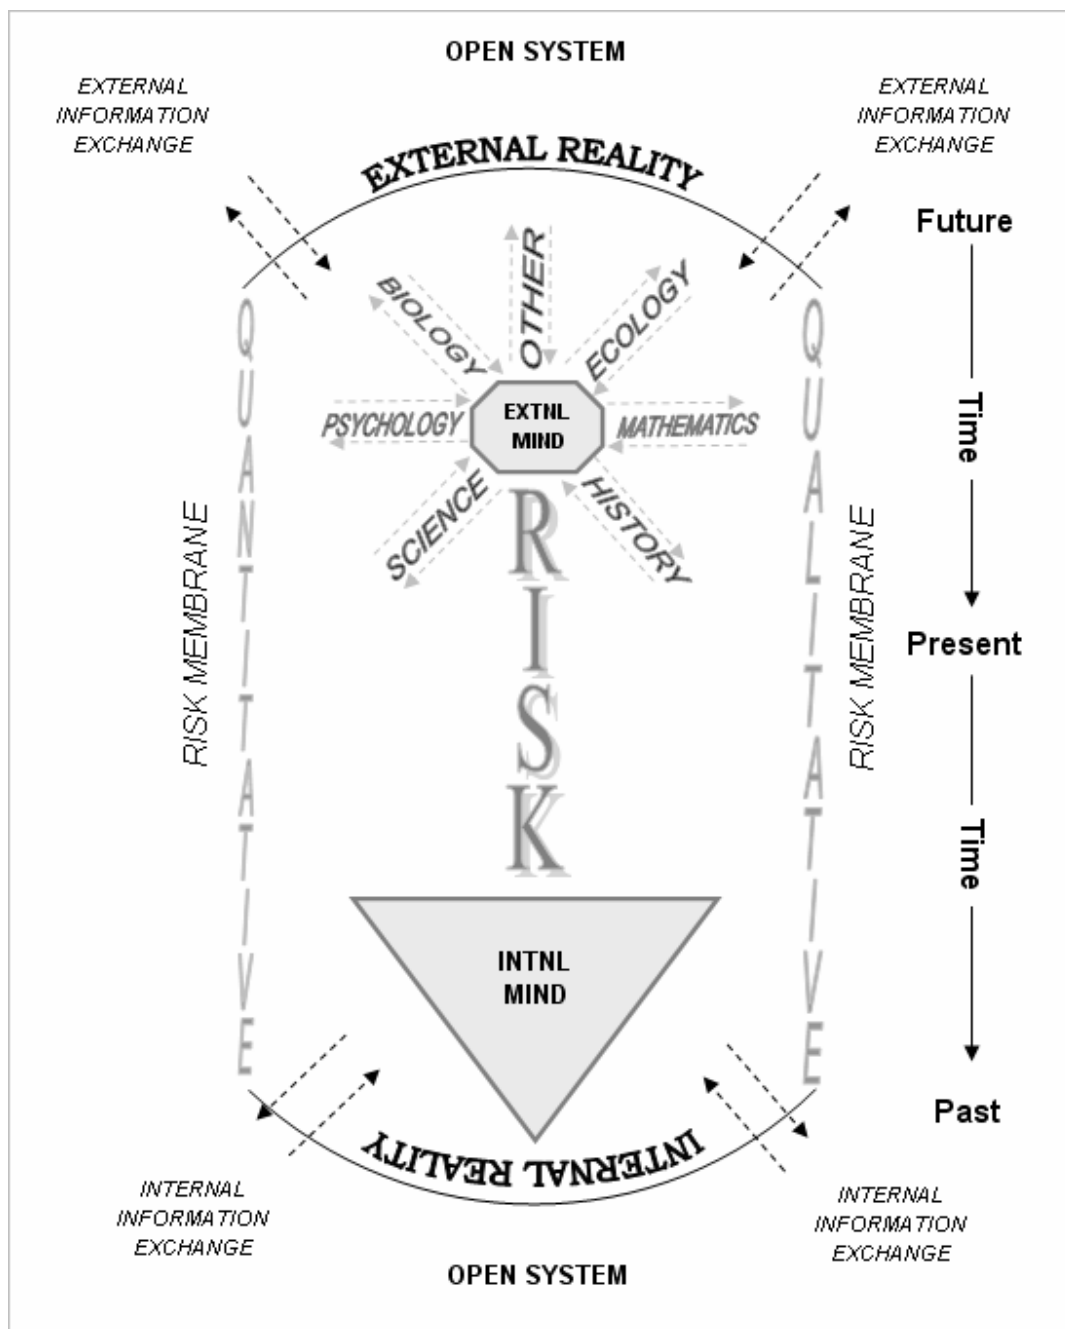 OPEN SYSTEM
EXTERNAL
INFORMATION
EXCHANGE
EXTERNAL
INFORMATION
EXCHANGE
EXTERNAL REALITY
Future
OTHER
BIOLOGY
ECOLOGY
EXTNL
MIND
PSYCHOLOGY
MATHEMATICS
SCIENCE
HISTORY
QUANTITATIVE
QUALITATIVE
RISK MEMBRANE
RISK MEMBRANE
RISK
Time
Present
Time
INTNL
MIND
Past
INTERNAL REALITY
INTERNAL
INFORMATION
EXCHANGE
INTERNAL
INFORMATION
EXCHANGE
OPEN SYSTEM